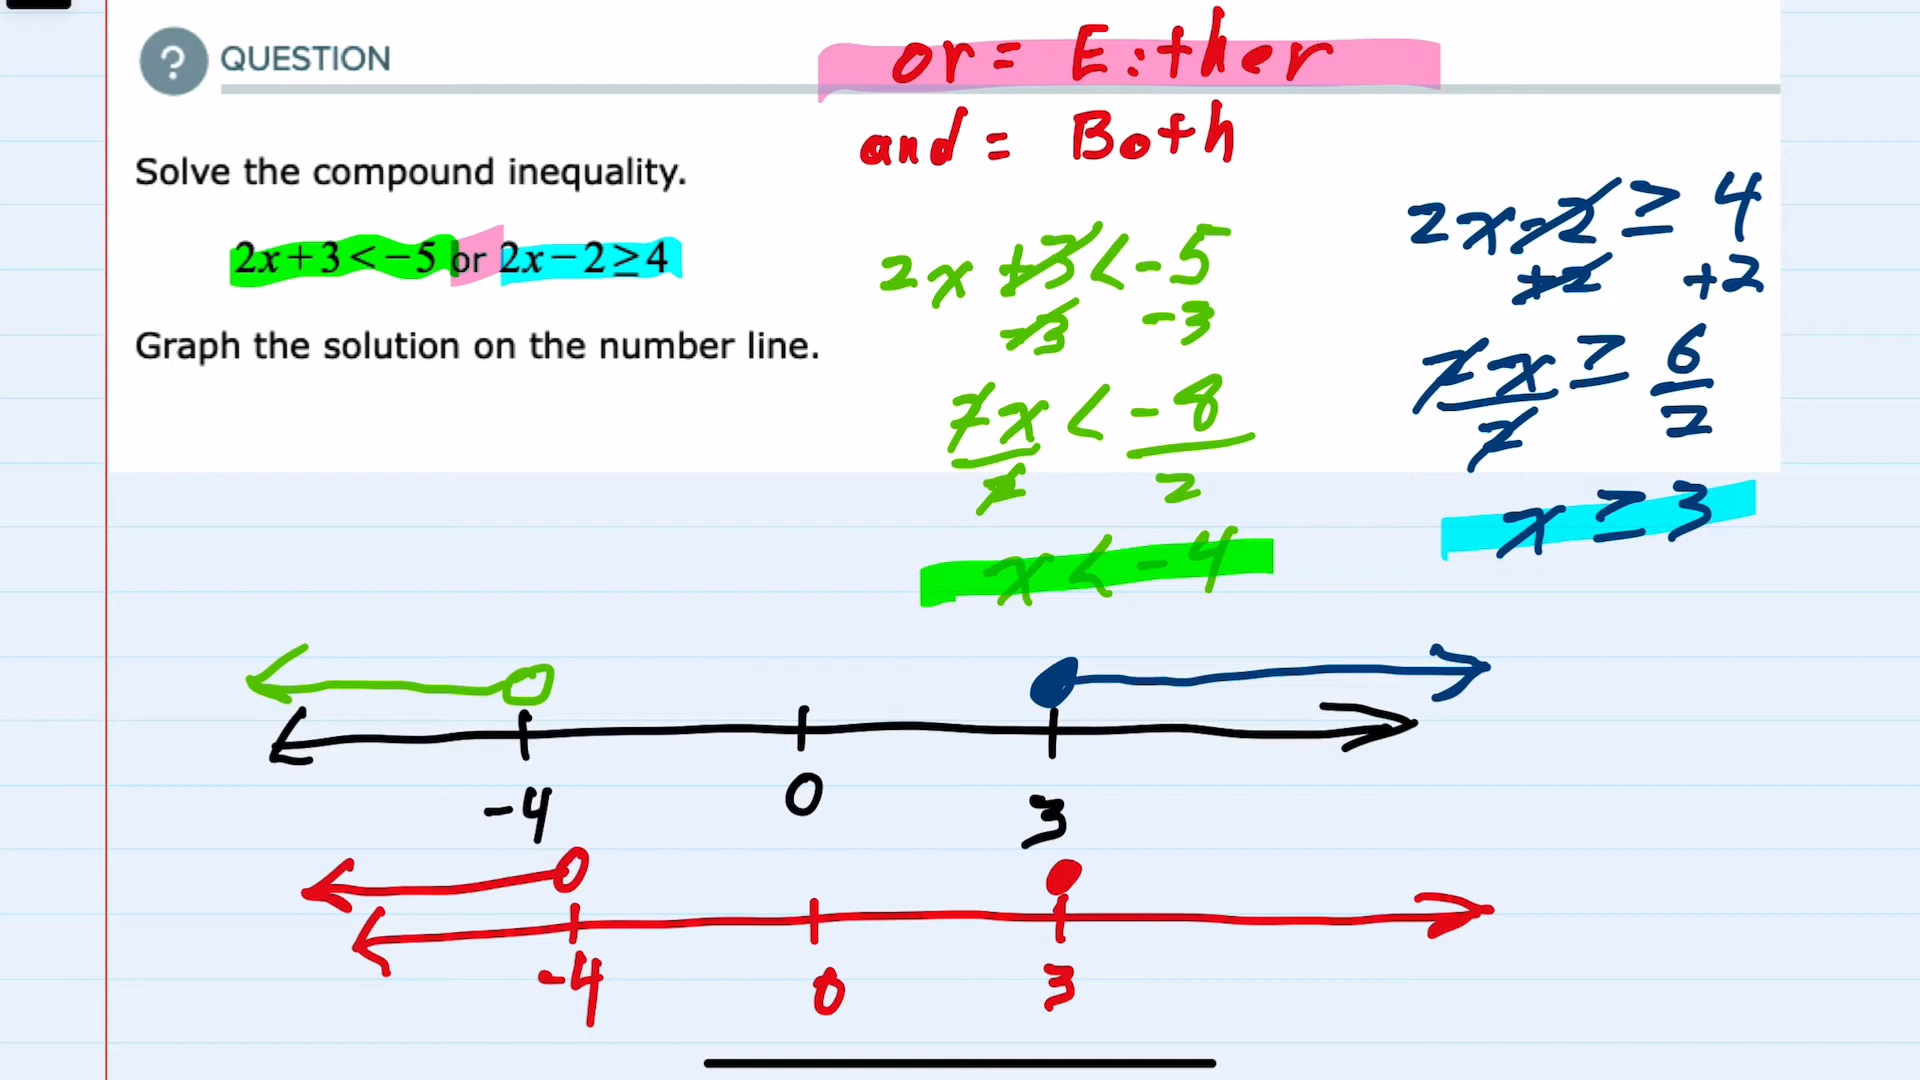 ? QUESTION
or = Either
and = Both
Solve the compound inequality.
2x+3<−5 or 2x−2≥4
Graph the solution on the number line.
2x +3 < -5
-3 -3
2x < -8
2 2
x < -4
2x-2 ≥ 4
+2 +2
2x ≥ 6
2 2
x ≥ 3
-4 0 3
-4 0 3